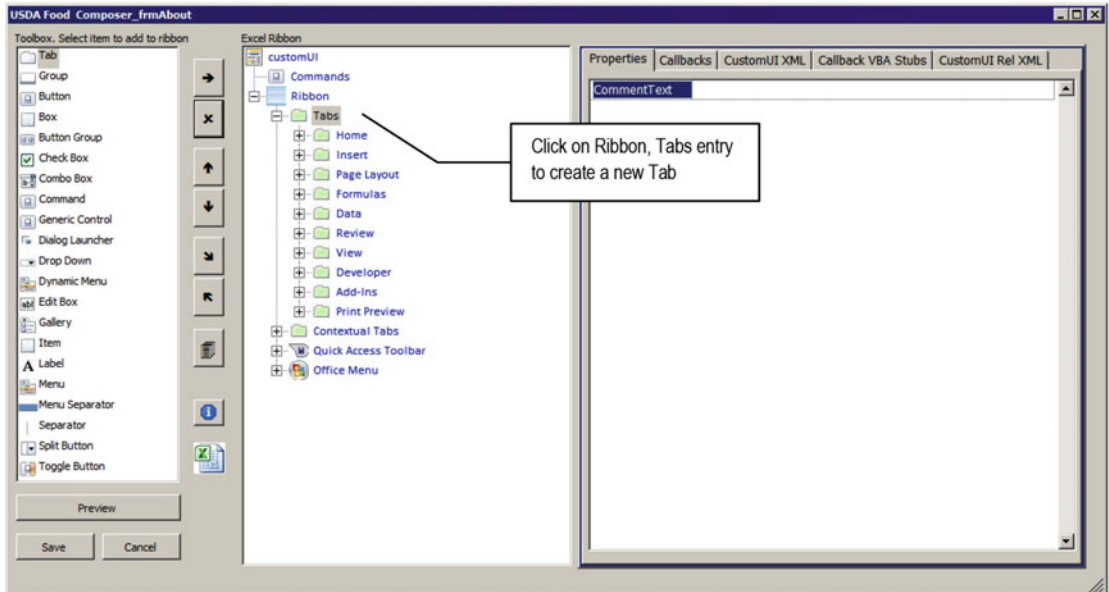 USDA Food Composer_frmAbout
Toolbox. Select item to add to ribbon
Tab
Group
Button
Box
Button Group
Check Box
Combo Box
Command
Generic Control
Dialog Launcher
Drop Down
Dynamic Menu
Edit Box
Gallery
Item
Label
Menu
Menu Separator
Separator
Split Button
Toggle Button
Preview
Save Cancel
Excel Ribbon
customUI
Commands
Ribbon
Tabs
Home
Insert
Page Layout
Formulas
Data
Review
View
Developer
Add-Ins
Print Preview
Contextual Tabs
Quick Access Toolbar
Office Menu
Click on Ribbon, Tabs entry
to create a new Tab
Properties Callbacks CustomUI XML Callback VBA Stubs CustomUI Rel XML
CommentText